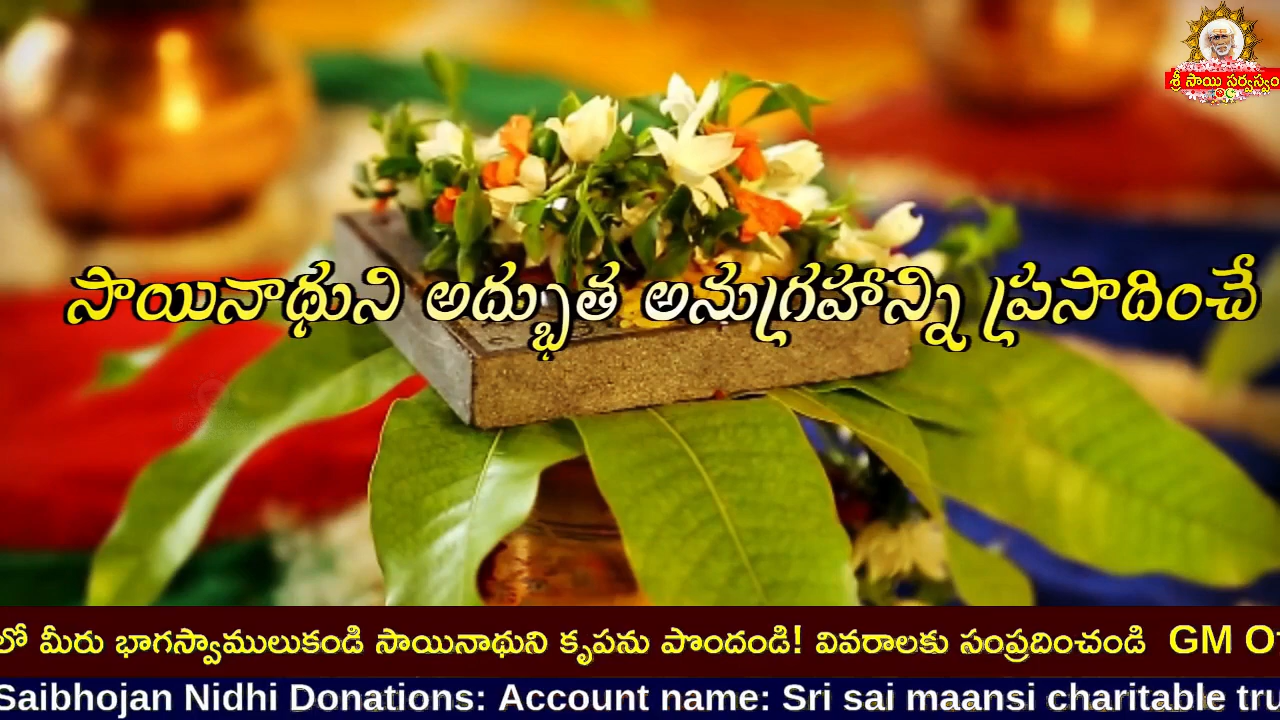 శ్రీ సాయి సర్వస్వం
సాయినాథుని అద్భుత అనుగ్రహాన్ని ప్రసాదించే
లో మీరు భాగస్వాములుకండి సాయినాథుని కృపను పొందండి! వివరాలకు సంప్రదించండి GM
Saibhojan Nidhi Donations: Account name: Sri sai maansi charitable